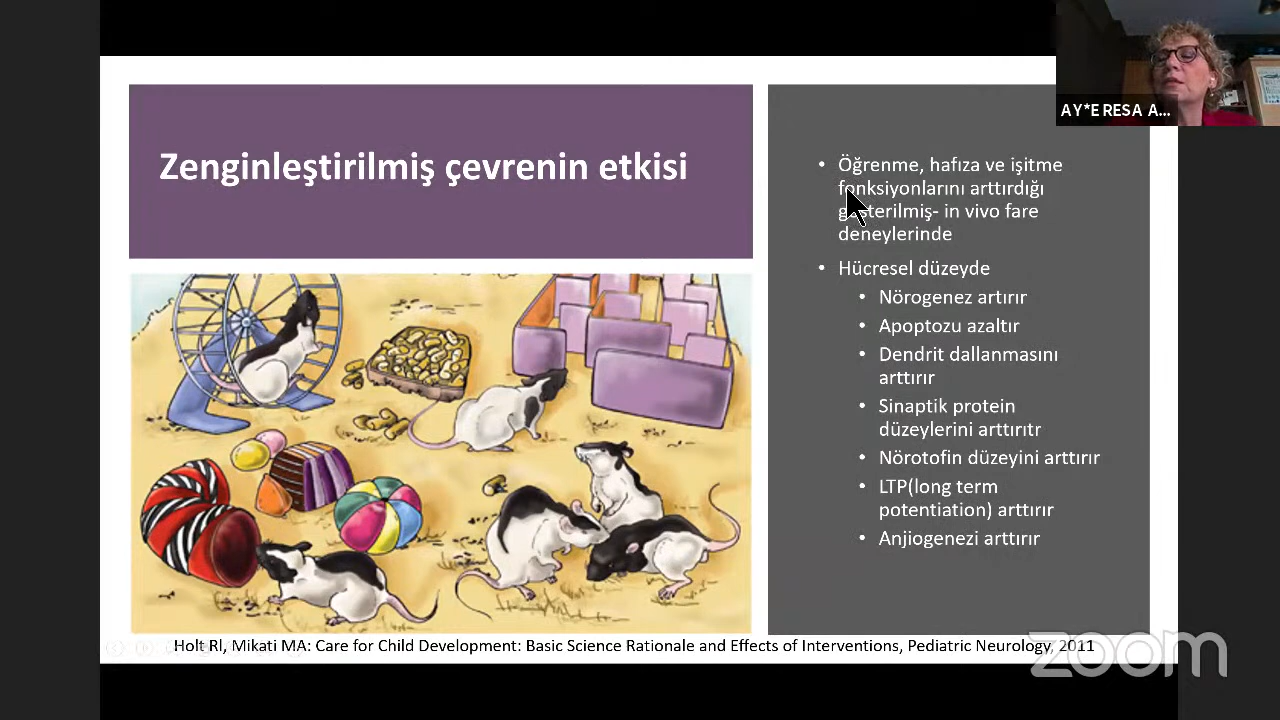 AY*E RESA A...
Zenginleştirilmiş çevrenin etkisi
• Öğrenme, hafıza ve işitme
fonksiyonlarını arttırdığı
gösterilmiş- in vivo fare
deneylerinde
• Hücresel düzeyde
• Nörogenez artırır
• Apoptozu azaltır
• Dendrit dallanmasını
arttırır
• Sinaptik protein
düzeylerini arttırıtr
• Nörotofin düzeyini arttırır
• LTP(long term
potentiation) arttırır
• Anjiogenezi arttırır
Holt Rl, Mikati MA: Care for Child Development: Basic Science Rationale and Effects of Interventions, Pediatric Neurology, 2011
zoom